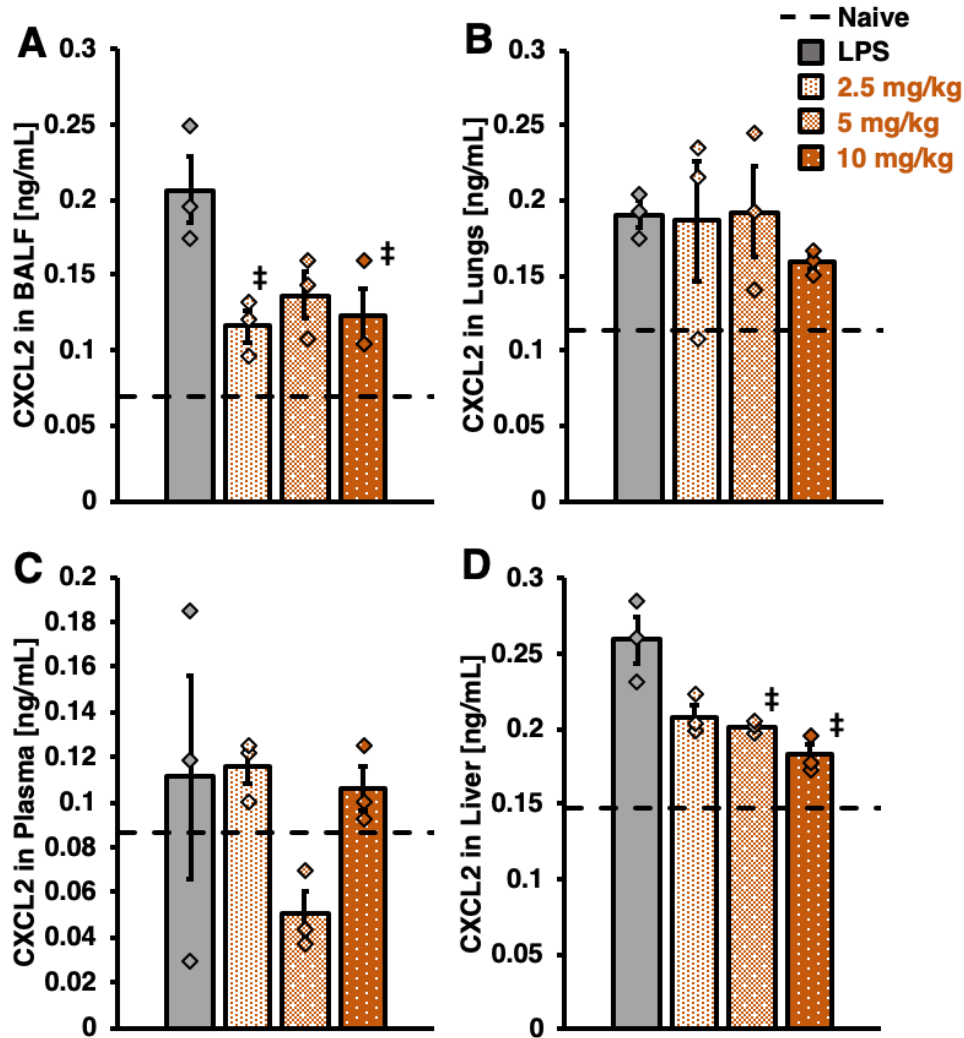 A
CXCL2 in BALF [ng/mL]
0.3
0.25
0.2
0.15
0.1
0.05
0
‡
‡
B
CXCL2 in Lungs [ng/mL]
0.3
0.25
0.2
0.15
0.1
0.05
0
Naive
LPS
2.5 mg/kg
5 mg/kg
10 mg/kg
C
CXCL2 in Plasma [ng/mL]
0.2
0.18
0.16
0.14
0.12
0.1
0.08
0.06
0.04
0.02
0
D
CXCL2 in Liver [ng/mL]
0.3
0.25
0.2
0.15
0.1
0.05
0
‡
‡